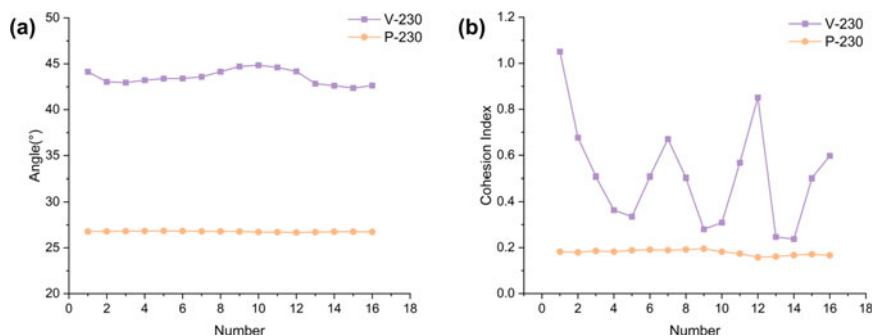 (a)
V-230
P-230
50
45
40
35
30
25
20
Angle(°)
0 2 4 6 8 10 12 14 16 18
Number
(b)
V-230
P-230
1.2
1.0
0.8
0.6
0.4
0.2
0.0
Cohesion Index
0 2 4 6 8 10 12 14 16 18
Number